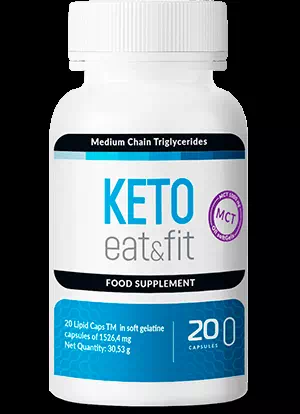 Medium Chain Triglycerides
KETO
eat&fit
MCT
FOOD SUPPLEMENT
20 Lipid Caps TM in soft gelatine
capsules of 1526,4 mg
Net Quantity: 30,53 g
20
CAPSULES